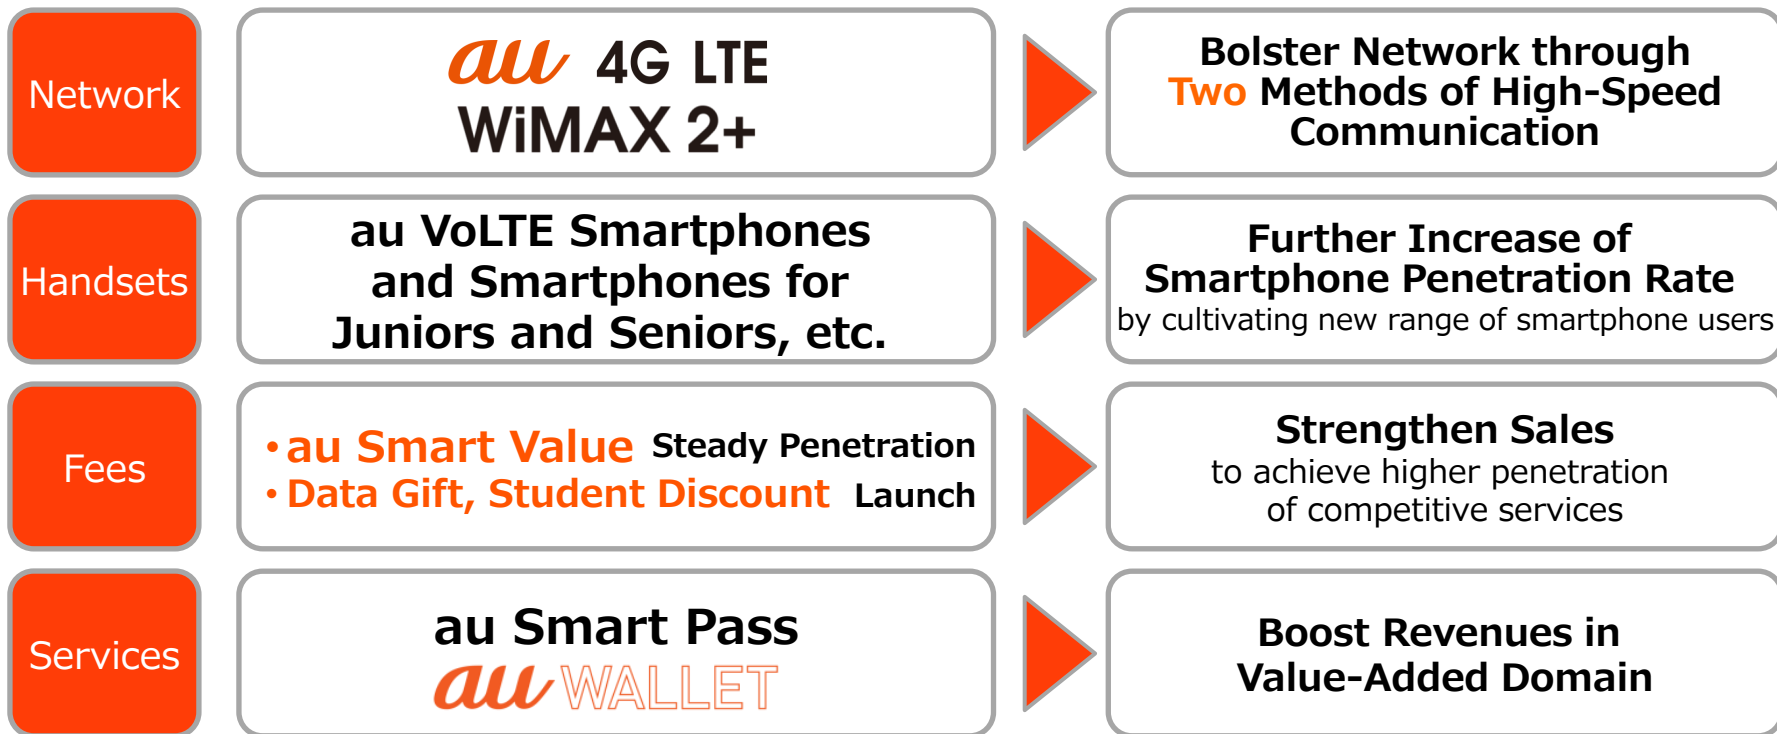 Network
au 4G LTE
WiMAX 2+
Bolster Network through
Two Methods of High-Speed
Communication
Handsets
au VoLTE Smartphones
and Smartphones for
Juniors and Seniors, etc.
Further Increase of
Smartphone Penetration Rate
by cultivating new range of smartphone users
Fees
・au Smart Value Steady Penetration
・Data Gift, Student Discount Launch
Strengthen Sales
to achieve higher penetration
of competitive services
Services
au Smart Pass
au WALLET
Boost Revenues in
Value-Added Domain